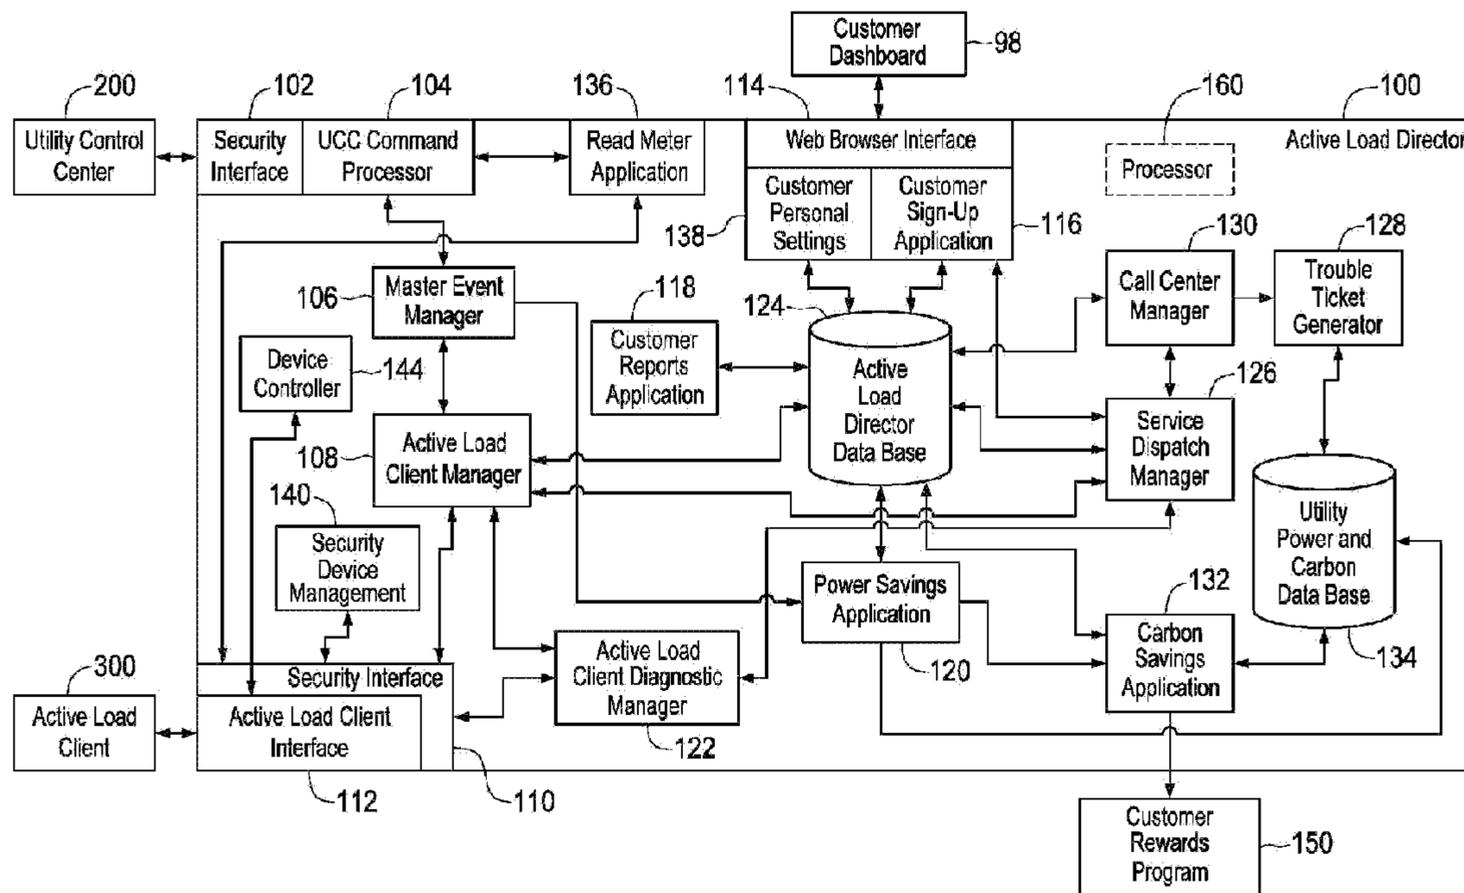 Customer
Dashboard
98
200
102
104
136
114
160
100
Utility Control
Center
Security
Interface
UCC Command
Processor
Read Meter
Application
Web Browser Interface
Active Load Director
Processor
Customer
Personal
Settings
Customer
Sign-Up
Application
138
116
130
128
Master Event
Manager
106
118
124
Call Center
Manager
Trouble
Ticket
Generator
Device
Controller
144
Customer
Reports
Application
Active
Load
Director
Data Base
126
Active Load
Client Manager
108
Service
Dispatch
Manager
140
Security
Device
Management
Utility
Power and
Carbon
Data Base
Power Savings
Application
132
120
Carbon
Savings
Application
134
300
Security Interface
Active Load
Client Diagnostic
Manager
Active Load
Client
Active Load Client
Interface
122
112
110
Customer
Rewards
Program
150